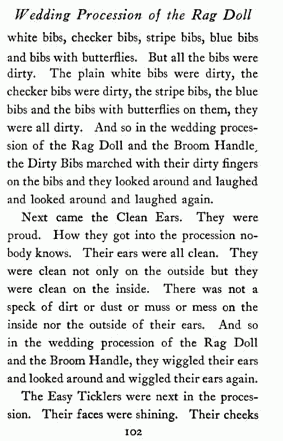 Wedding Procession of the Rag Doll
white bibs, checker bibs, stripe bibs, blue bibs
and bibs with butterflies. But all the bibs were
dirty. The plain white bibs were dirty, the
checker bibs were dirty, the stripe bibs, the blue
bibs and the bibs with butterflies on them, they
were all dirty. And so in the wedding proces-
sion of the Rag Doll and the Broom Handle,
the Dirty Bibs marched with their dirty fingers
on the bibs and they looked around and laughed
and looked around and laughed again.
Next came the Clean Ears. They were
proud. How they got into the procession no-
body knows. Their ears were all clean. They
were clean not only on the outside but they
were clean on the inside. There was not a
speck of dirt or dust or muss or mess on the
inside nor the outside of their ears. And so
in the wedding procession of the Rag Doll
and the Broom Handle, they wiggled their ears
and looked around and wiggled their ears again.
The Easy Ticklers were next in the proces-
sion. Their faces were shining. Their cheeks
102